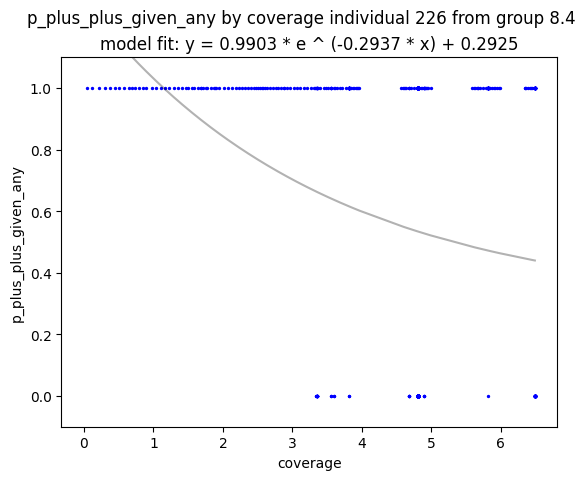 p_plus_plus_given_any by coverage individual 226 from group 8.4
model fit: y = 0.9903 * e ^ (-0.2937 * x) + 0.2925
1.0
0.8
0.6
0.4
0.2
0.0
p_plus_plus_given_any
0 1 2 3 4 5 6
coverage